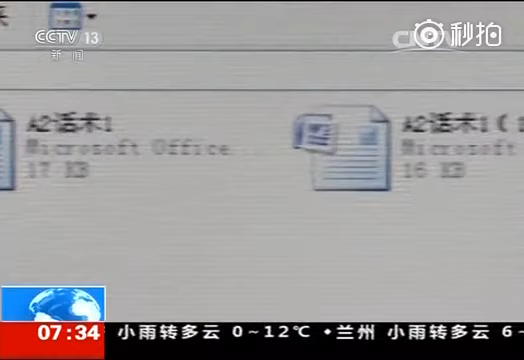 CCTV 13
新闻
秒拍
A2话术1
Microsoft Office...
17 KB
A2话术1（
Microsoft
16 KB
07:34
小雨转多云 0~12℃ •兰州 小雨转多云 6~